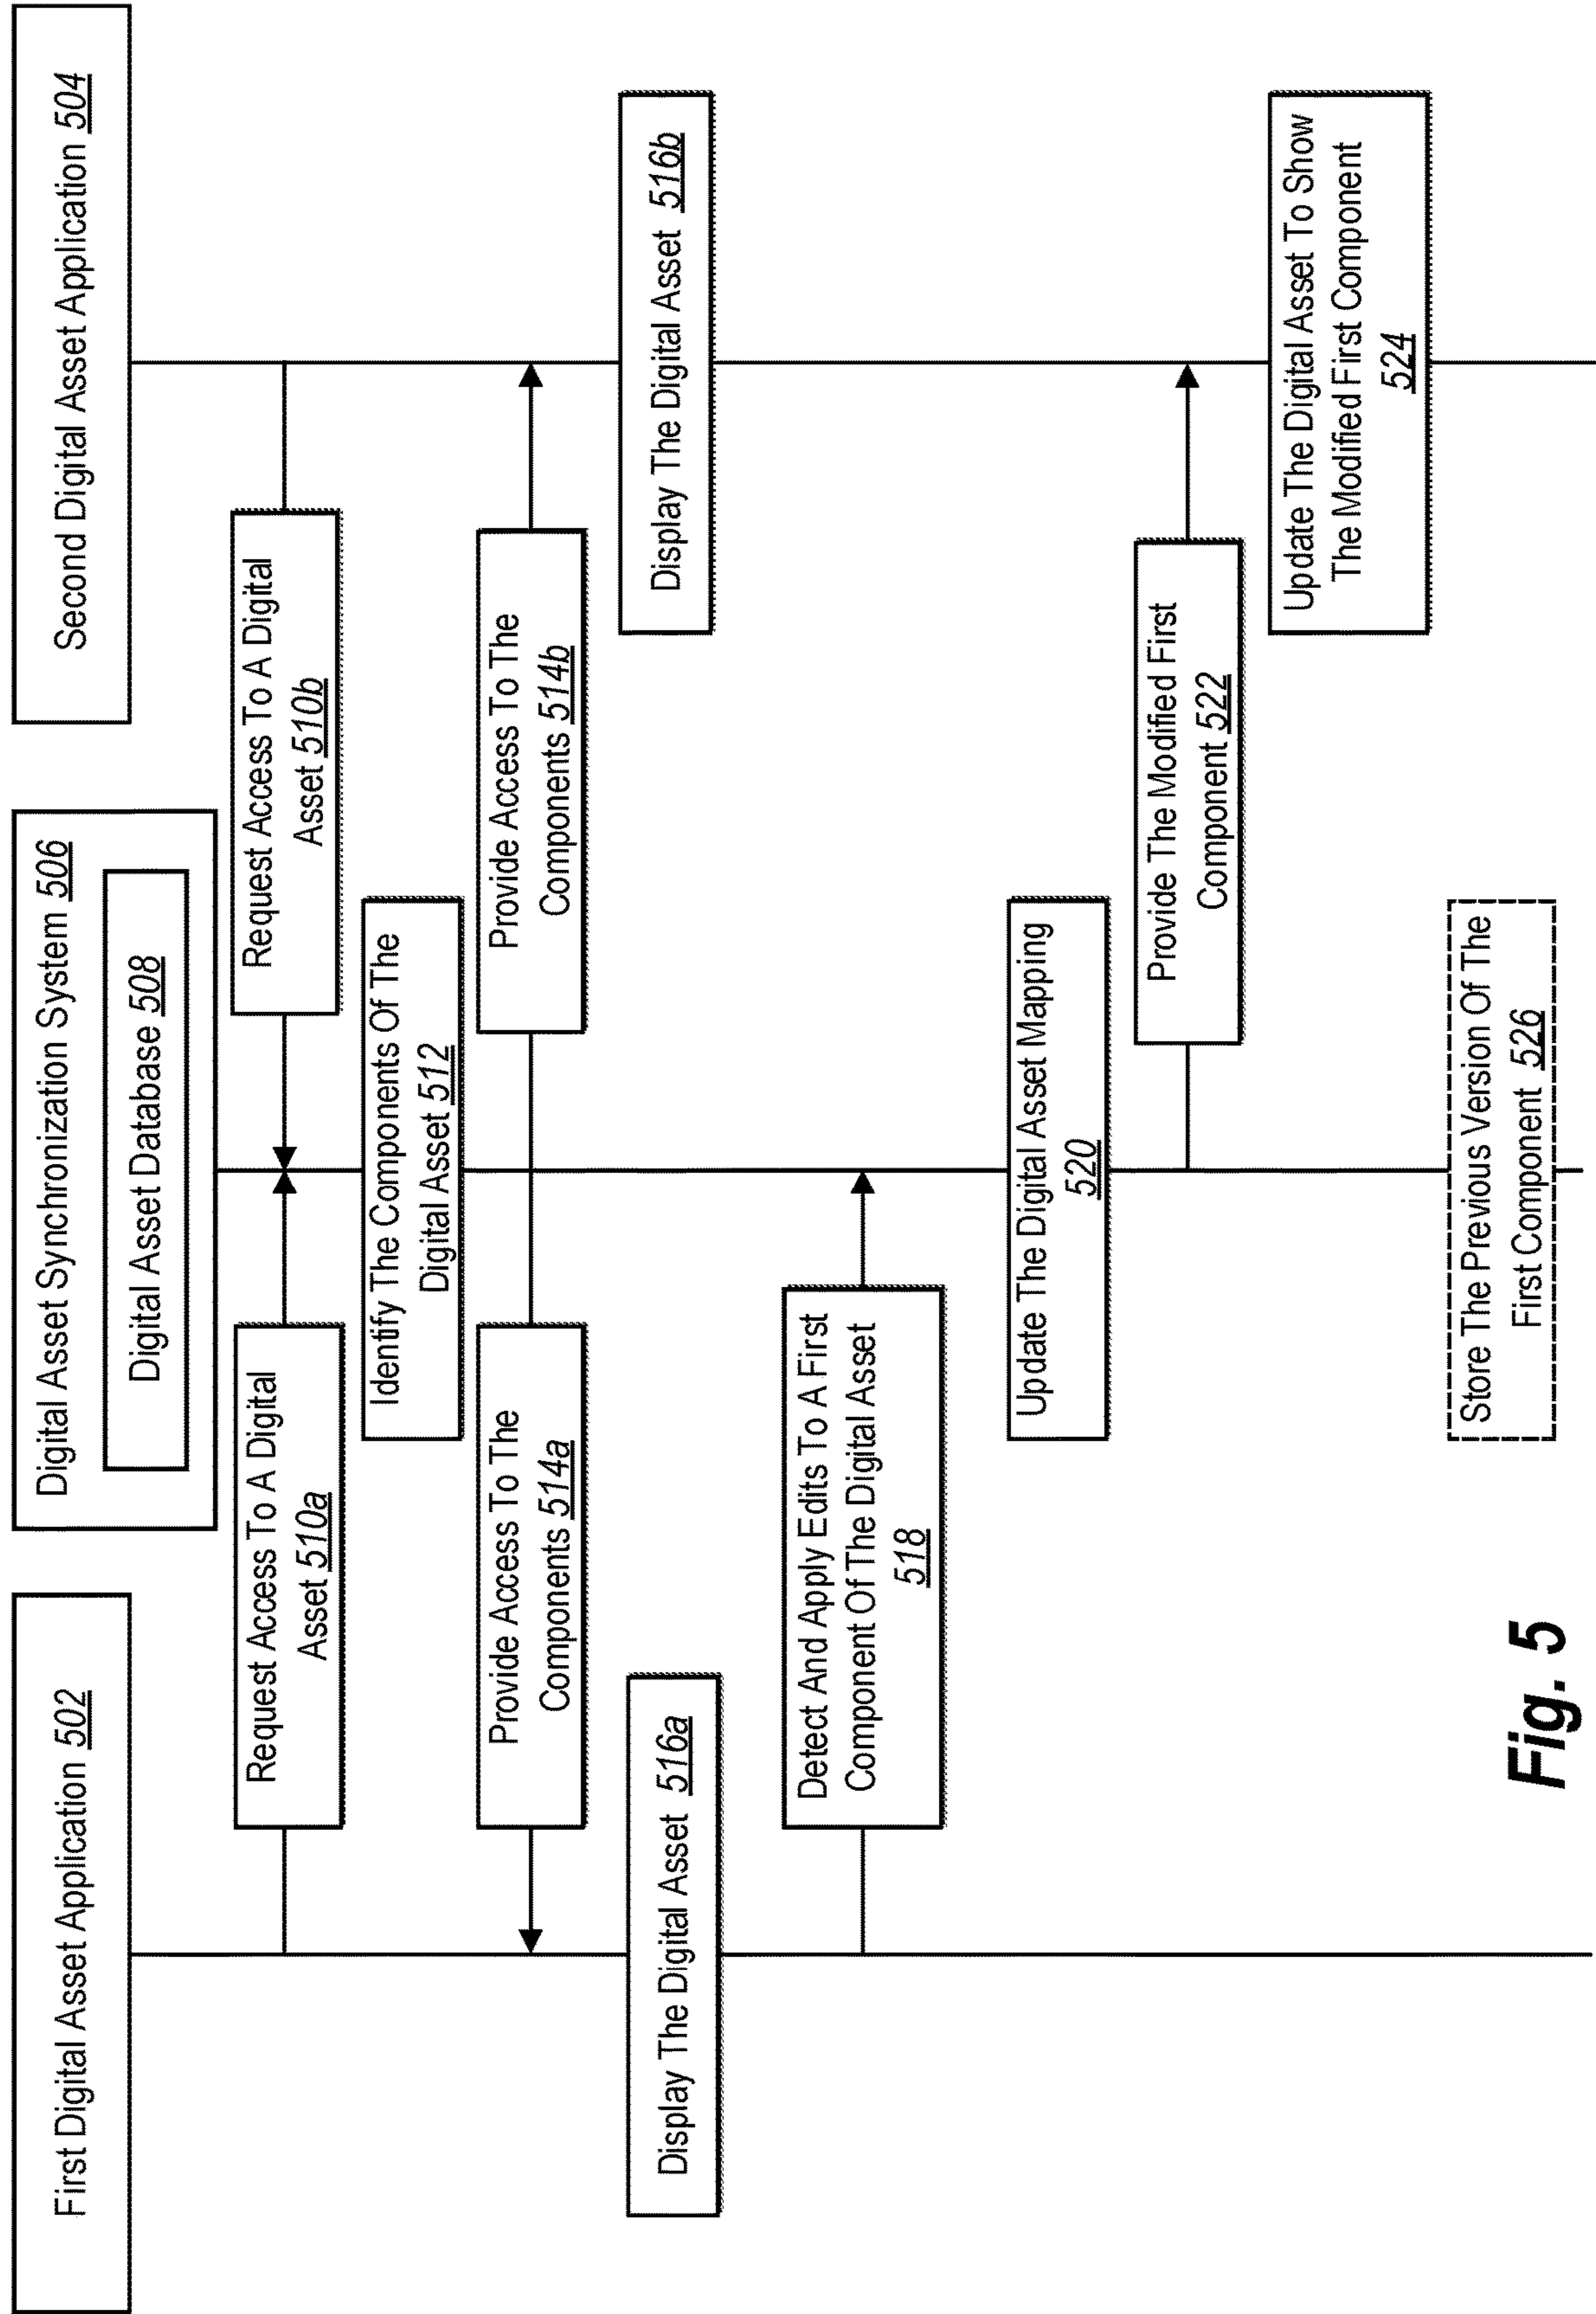 First Digital Asset Application 502
Digital Asset Synchronization System 506
Digital Asset Database 508
Second Digital Asset Application 504
Request Access To A Digital
Asset 510a
Request Access To A Digital
Asset 510b
Identify The Components Of The
Digital Asset 512
Provide Access To The
Components 514a
Provide Access To The
Components 514b
Display The Digital Asset 516a
Display The Digital Asset 516b
Detect And Apply Edits To A First
Component Of The Digital Asset
518
Update The Digital Asset Mapping
520
Provide The Modified First
Component 522
Update The Digital Asset To Show
The Modified First Component
524
Store The Previous Version Of The
First Component 526
Fig. 5